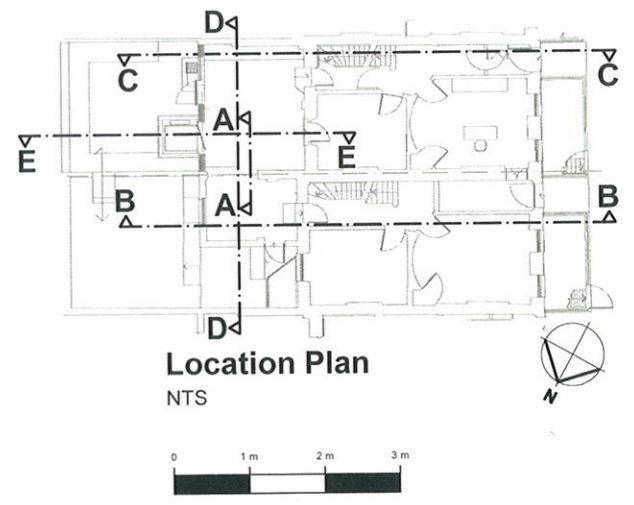 D
C C
A
E E
B A B
D
Location Plan
NTS
N
0 1 m 2 m 3 m